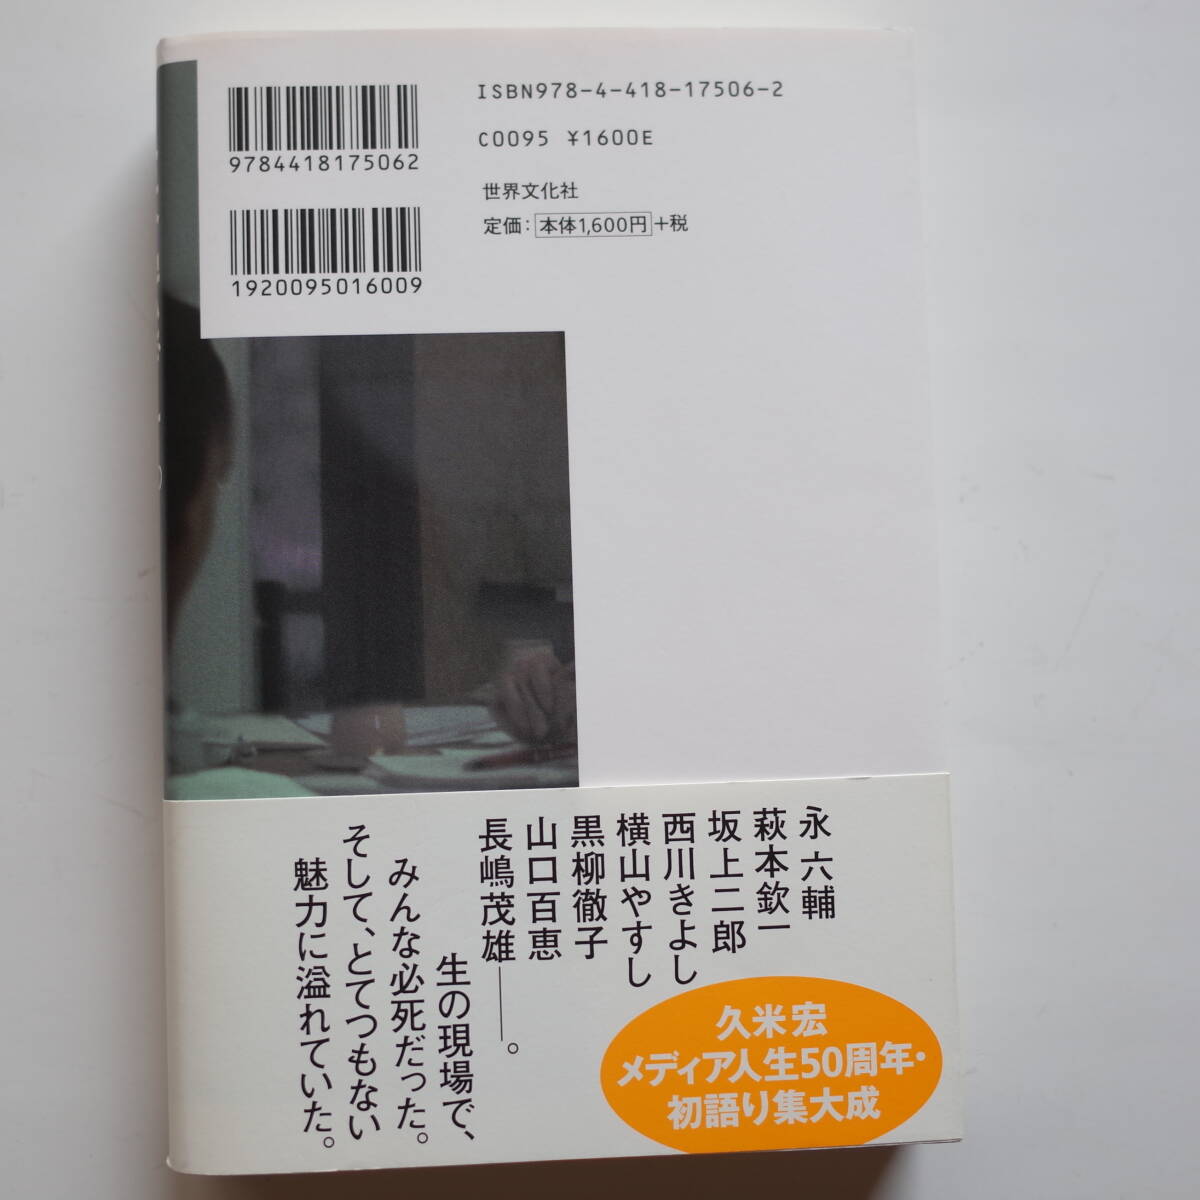 ISBN978-4-418-17506-2
C0095 ¥1600E
世界文化社
定価：本体1,600円+税
9784418175062
1920095016009
永六輔
萩本欽一
坂上二郎
西川きよし
横山やすし
黒柳徹子
山口百恵
長嶋茂雄――。
生の現場で、
みんな必死だった。
そして、とてつもない
魅力に溢れていた。
久米宏
メディア人生50周年・
初語り集大成